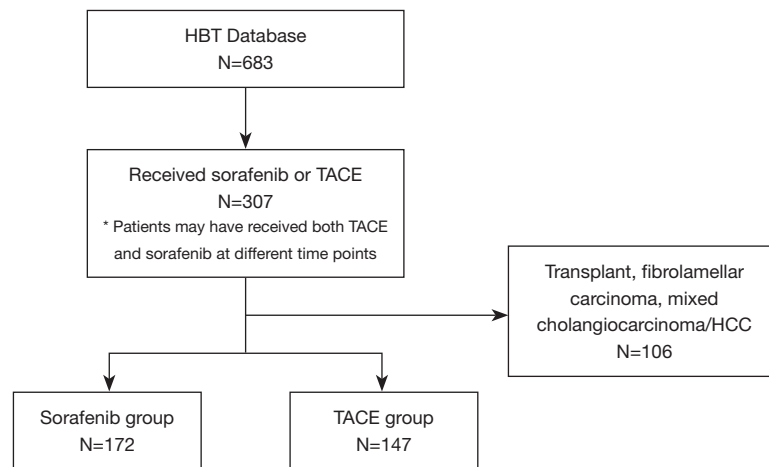 HBT Database
N=683
Received sorafenib or TACE
N=307
* Patients may have received both TACE
and sorafenib at different time points
Transplant, fibrolamellar
carcinoma, mixed
cholangiocarcinoma/HCC
N=106
Sorafenib group
N=172
TACE group
N=147